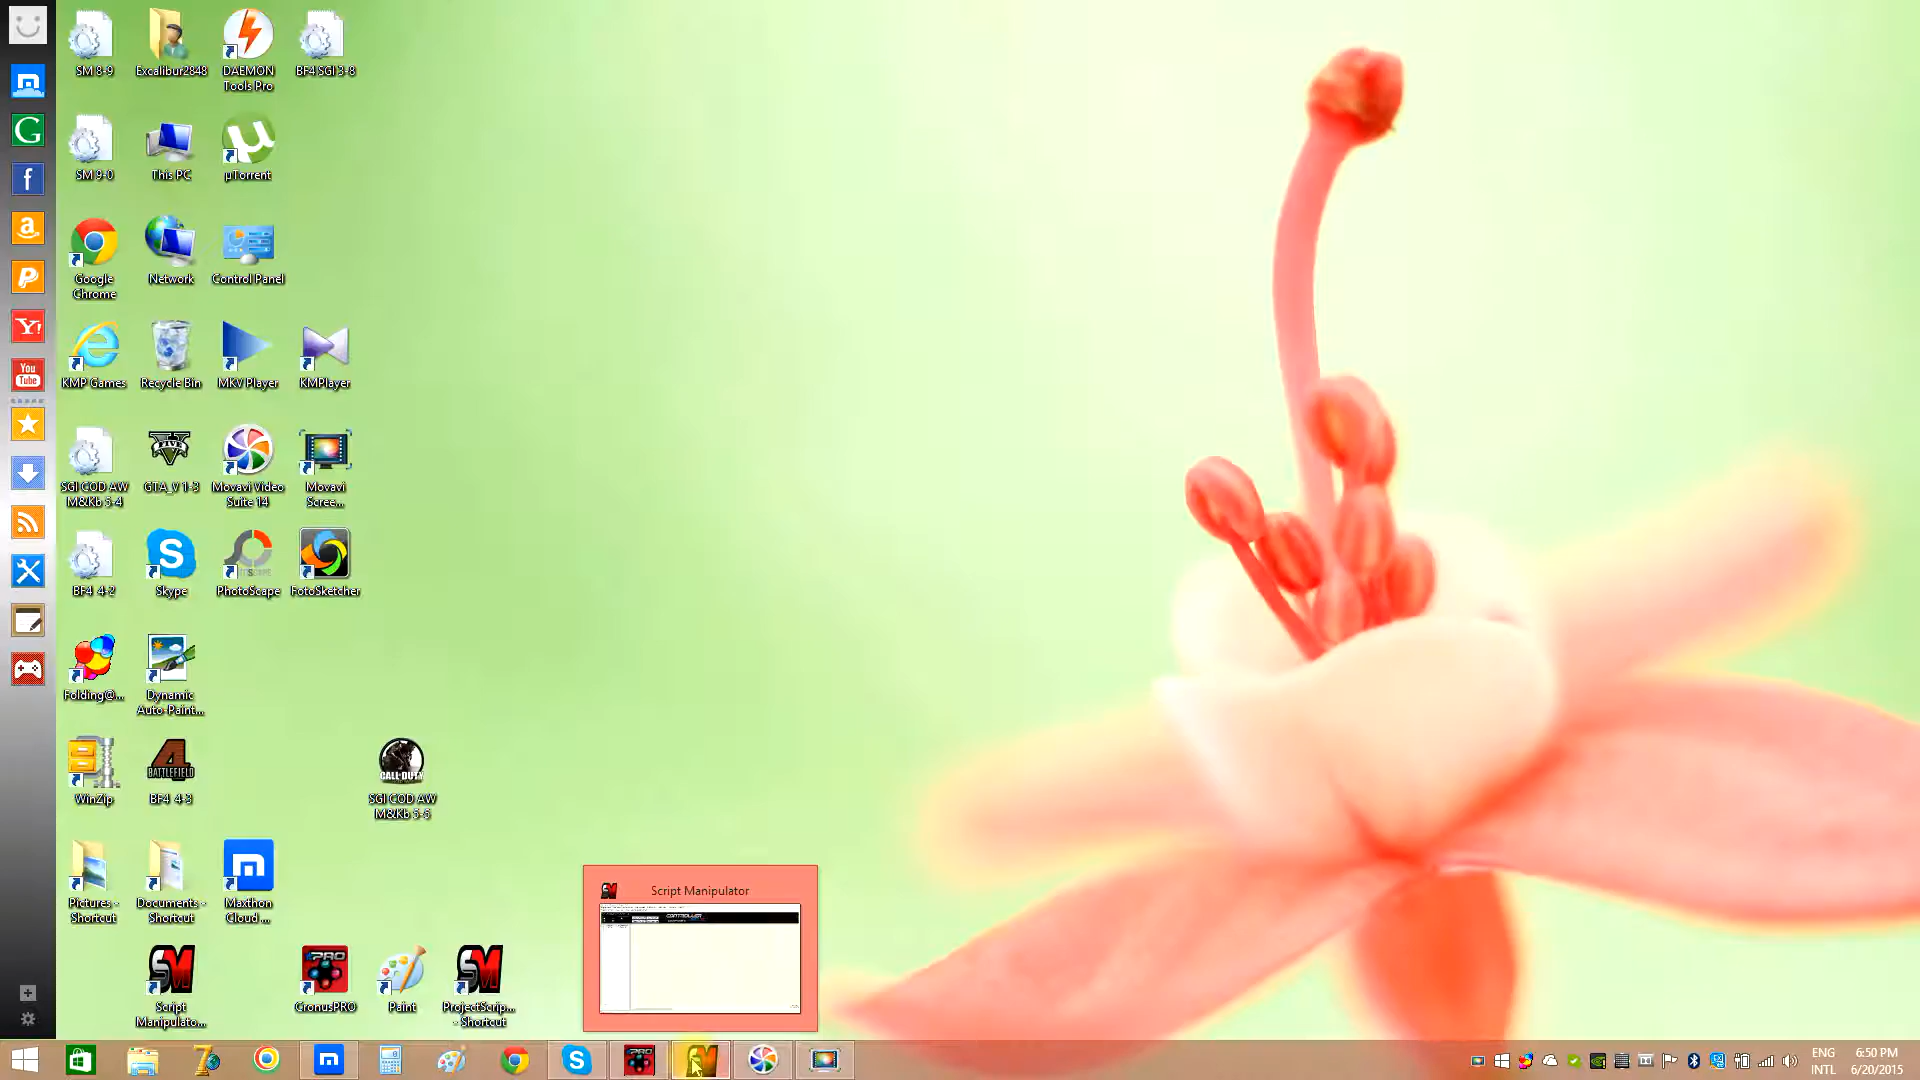 SM 8-9
Excalibur2848
DAEMON
Tools Pro
BF4 SGI 3-8
SM 9-0
This PC
µTorrent
Google
Chrome
Network
Control Panel
KMP Games
Recycle Bin
MKV Player
KMPlayer
SGI COD AW
M&Kb 5-4
GTA_V 1-3
Movavi Video
Suite 14
Movavi
Scree...
BF4 4-2
Skype
PhotoScape
FotoSketcher
Folding@...
Dynamic
Auto-Paint...
WinZip
BF4 4-3
SGI COD AW
M&Kb 5-5
Pictures -
Shortcut
Documents -
Shortcut
Maxthon
Cloud ...
Script
Manipulato...
CronusPRO
Paint
ProjectScrip...
- Shortcut
Script Manipulator
ENG
INTL
6:50 PM
6/20/2015